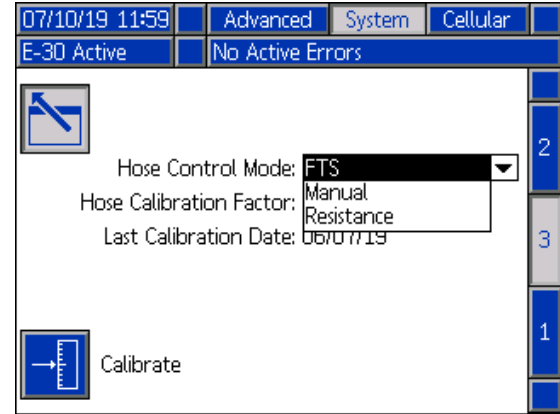 07/10/19 11:59 Advanced System Cellular
E-30 Active No Active Errors
2
Hose Control Mode: FTS
Manual
Hose Calibration Factor:
Resistance
Last Calibration Date: 06/07/19
3
1
Calibrate